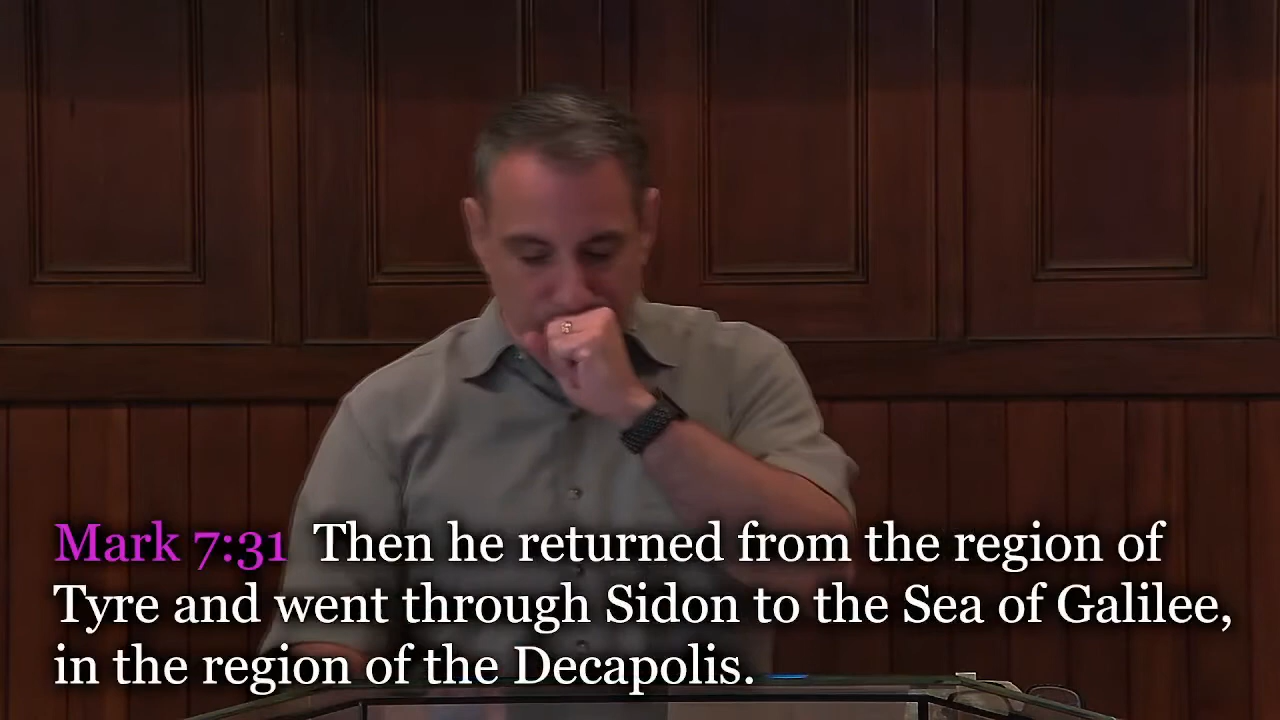 Mark 7:31 Then he returned from the region of
Tyre and went through Sidon to the Sea of Galilee,
in the region of the Decapolis.